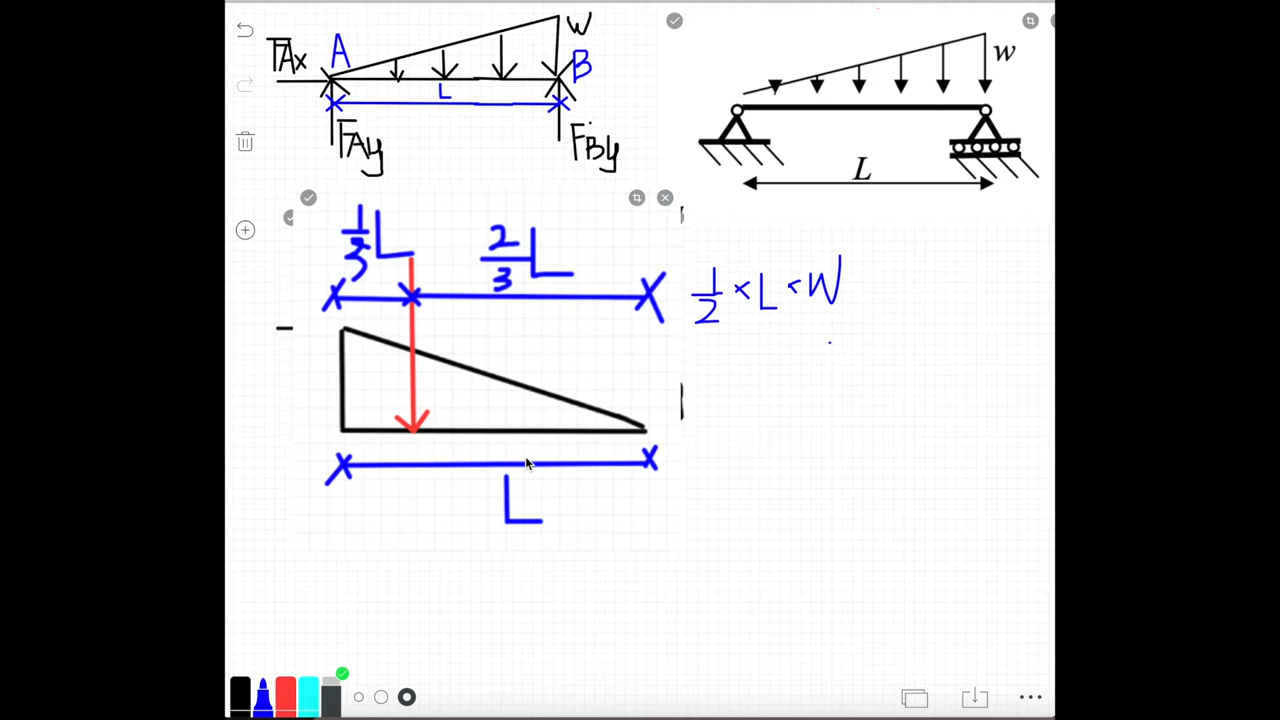 FAx A W B
L
FAy FBy
w
L
1/3 L 2/3 L
L
1/2 × L × W